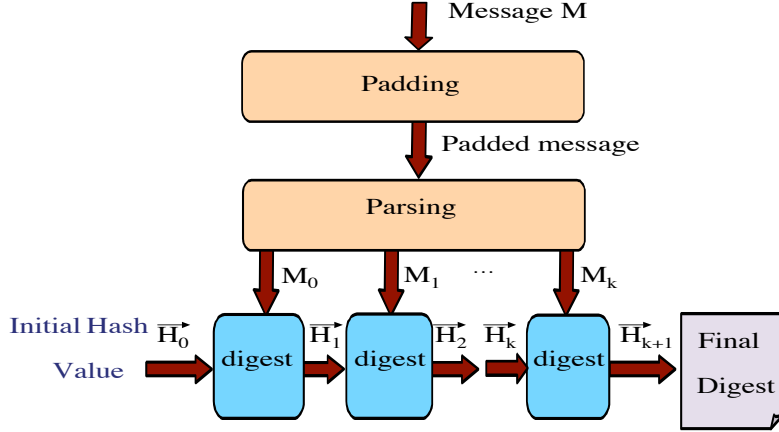 Message M
Padding
Padded message
Parsing
M₀
M₁
...
Mₖ
Initial Hash
Value
H₀
digest
H₁
digest
H₂
Hₖ
digest
Hₖ₊₁
Final
Digest